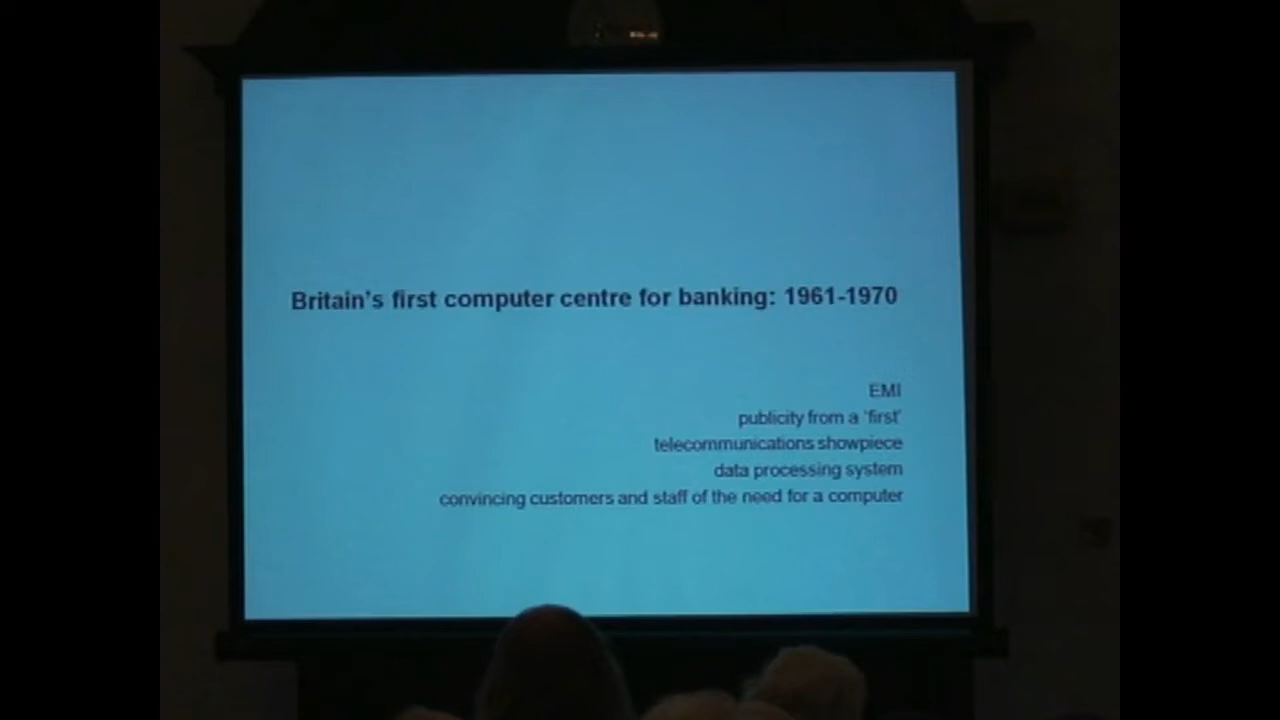 Britain's first computer centre for banking: 1961-1970
EMI
publicity from a 'first'
telecommunications showpiece
data processing system
convincing customers and staff of the need for a computer